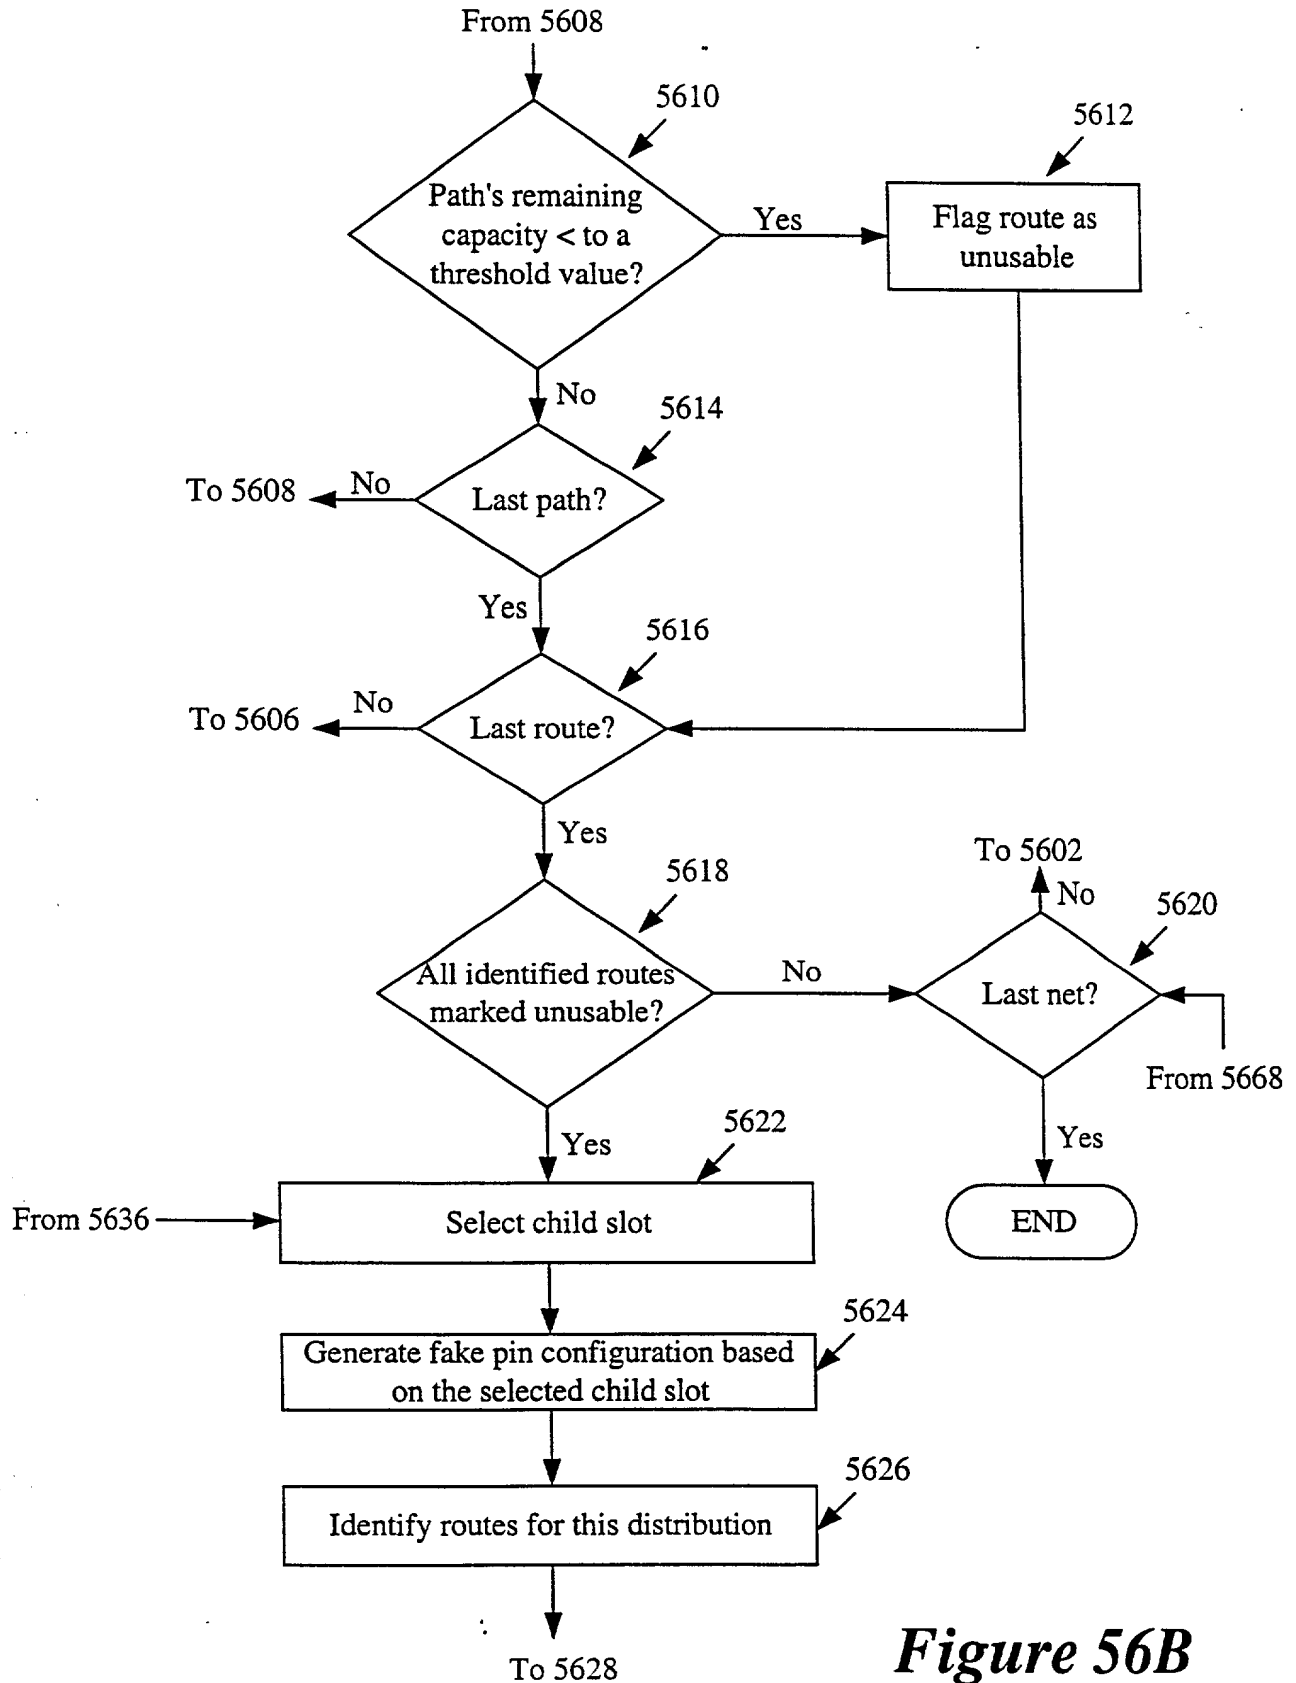 From 5608
5610
5612
Path's remaining
capacity < to a
threshold value?
Yes
Flag route as
unusable
No
5614
To 5608
No
Last path?
Yes
5616
To 5606
No
Last route?
Yes
To 5602
No
5618
5620
All identified routes
marked unusable?
No
Last net?
From 5668
Yes
Yes
5622
From 5636
Select child slot
END
5624
Generate fake pin configuration based
on the selected child slot
5626
Identify routes for this distribution
To 5628
Figure 56B